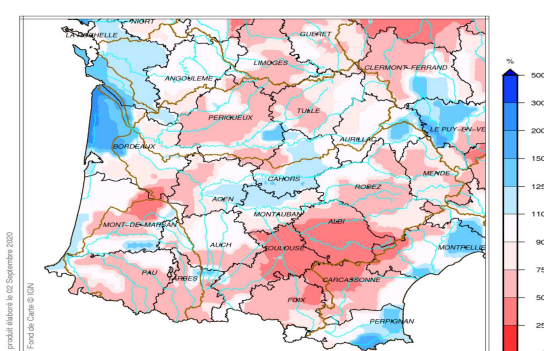 NIORT
LA ROCHELLE
GUERET
LIMOGES
CLERMONT-FERRAND
ANGOULEME
PERIGUEUX
TULLE
LE PUY-EN-VE
AURILLAC
BORDEAUX
CAHORS
MENDE
RODEZ
AGEN
MONTAUBAN
ALBI
MONT-DE-MARSAN
AUCH
TOULOUSE
MONTPELLIE
PAU
TARBES
CARCASSONNE
FOIX
PERPIGNAN
%
500
300
200
150
125
110
90
75
50
25
produit élaboré le 02 Septembre 2020
Fond de Carte © IGN